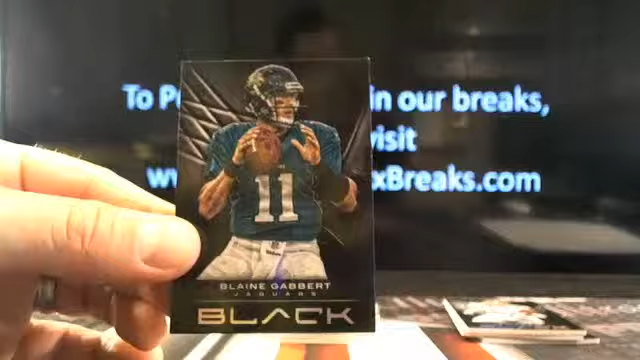 To P in our breaks,
visit
w xBreaks.com
11
BLAINE GABBERT
JAGUARS
BLACK